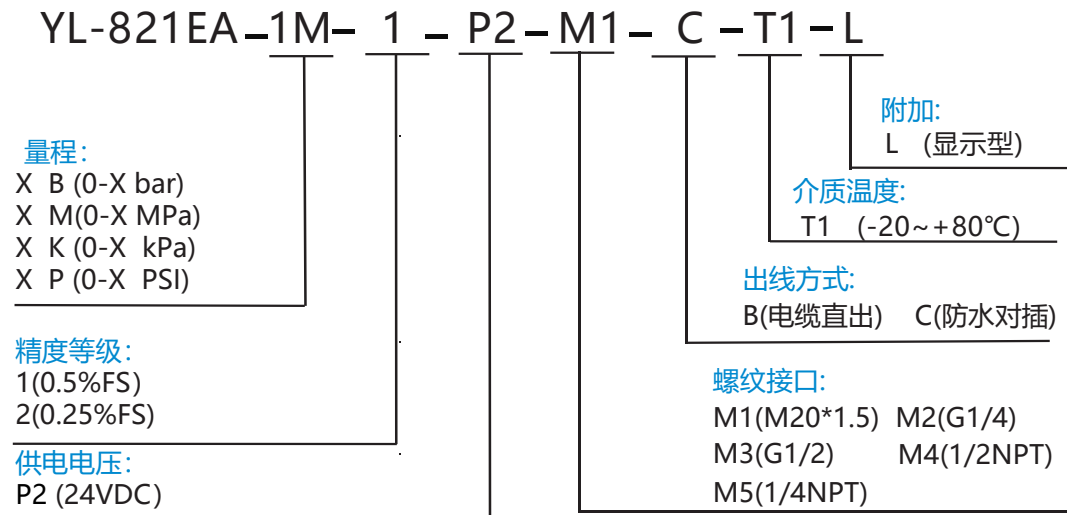 YL-821EA-1M-1-P2-M1-C-T1-L
附加:
L (显示型)
介质温度:
T1 (-20~+80℃)
出线方式:
B(电缆直出) C(防水对插)
螺纹接口:
M1(M20*1.5) M2(G1/4)
M3(G1/2) M4(1/2NPT)
M5(1/4NPT)
量程:
X B (0-X bar)
X M(0-X MPa)
X K (0-X kPa)
X P (0-X PSI)
精度等级:
1(0.5%FS)
2(0.25%FS)
供电电压:
P2 (24VDC)